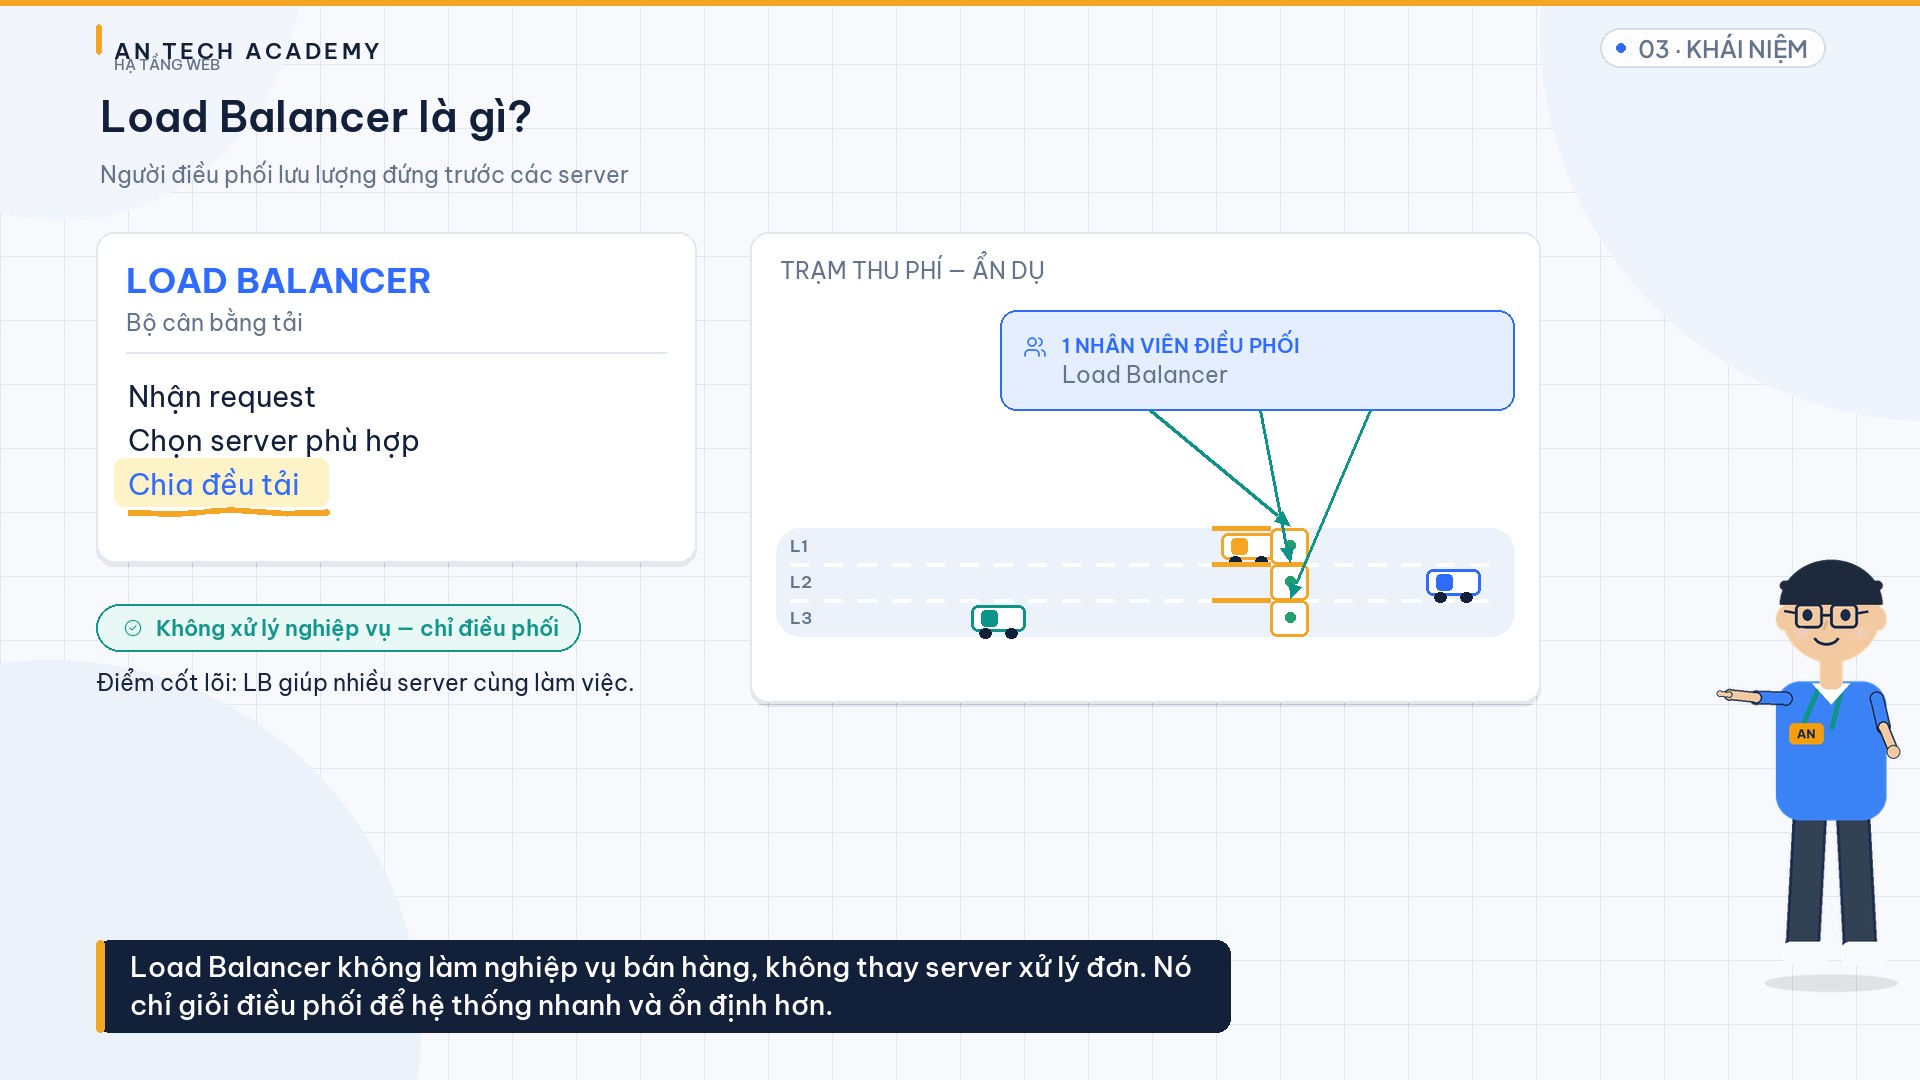 AN TECH ACADEMY
HẠ TẦNG WEB
03 · KHÁI NIỆM
Load Balancer là gì?
Người điều phối lưu lượng đứng trước các server
LOAD BALANCER
Bộ cân bằng tải
Nhận request
Chọn server phù hợp
Chia đều tải
Không xử lý nghiệp vụ — chỉ điều phối
Điểm cốt lõi: LB giúp nhiều server cùng làm việc.
TRẠM THU PHÍ — ẨN DỤ
1 NHÂN VIÊN ĐIỀU PHỐI
Load Balancer
L1
L2
L3
AN
Load Balancer không làm nghiệp vụ bán hàng, không thay server xử lý đơn. Nó
chỉ giỏi điều phối để hệ thống nhanh và ổn định hơn.